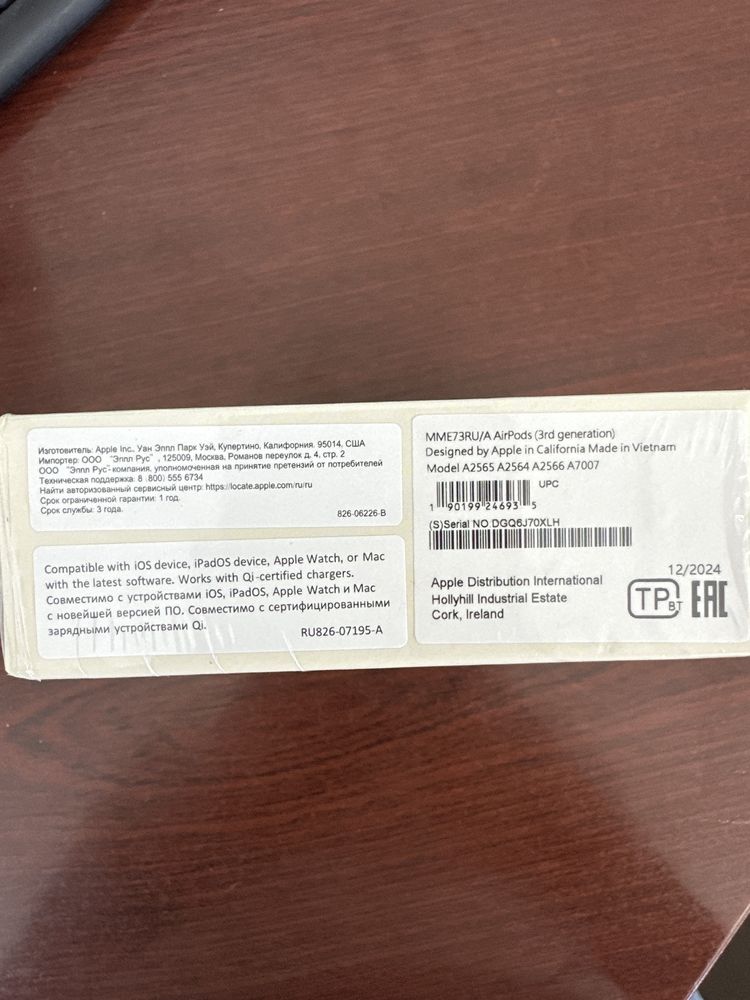 Изготовитель: Apple Inc., Уан Эппл Парк Уэй, Купертино, Калифорния. 95014, США
Импортер: ООО "Эппл Рус" , 125009, Москва, Романов переулок д. 4, стр. 2
ООО "Эппл Рус"-компания, уполномоченная на принятие претензий от потребителей
Техническая поддержка: 8 .800) 555 6734
Найти авторизованный сервисный центр: https://locate.apple.com/ru/ru
Срок ограниченной гарантии: 1 год.
Срок службы: 3 года.
826-06226-B
Compatible with iOS device, iPadOS device, Apple Watch, or Mac
with the latest software. Works with Qi-certified chargers.
Совместимо с устройствами iOS, iPadOS, Apple Watch и Mac
с новейшей версией ПО. Совместимо с сертифицированными
зарядными устройствами Qi.
RU826-07195-A
MME73RU/A AirPods (3rd generation)
Designed by Apple in California Made in Vietnam
Model A2565 A2564 A2566 A7007
UPC
1 90199 24693 5
(S)Serial NO.DGQ6J70XLH
12/2024
Apple Distribution International
Hollyhill Industrial Estate
Cork, Ireland
TP BT EAC